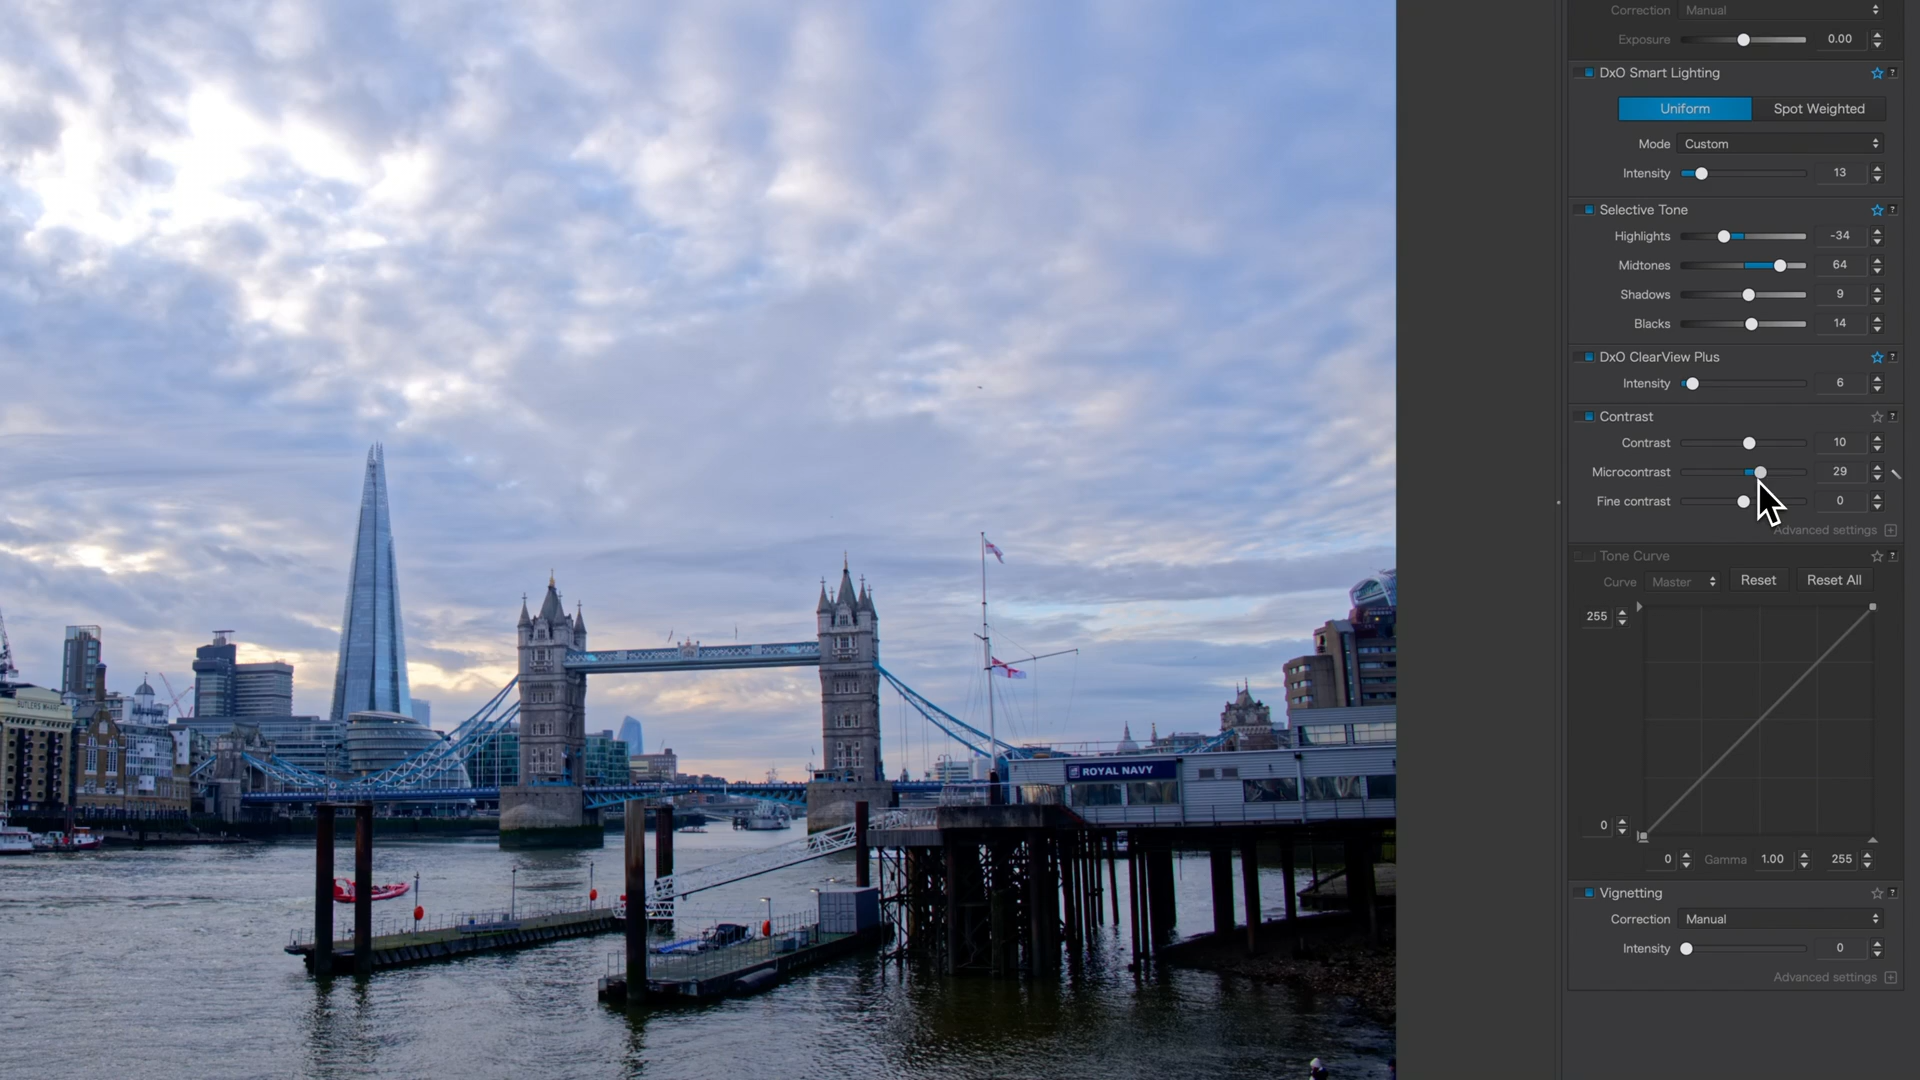 Correction Manual
Exposure 0.00
DxO Smart Lighting ?
Uniform Spot Weighted
Mode Custom
Intensity 13
Selective Tone ?
Highlights -34
Midtones 64
Shadows 9
Blacks 14
DxO ClearView Plus ?
Intensity 6
Contrast ?
Contrast 10
Microcontrast 29
Fine contrast 0
Advanced settings +
Tone Curve ?
Curve Master Reset Reset All
255
0
0 Gamma 1.00 255
Vignetting ?
Correction Manual
Intensity 0
Advanced settings +
BUTLERS WHARF
ROYAL NAVY